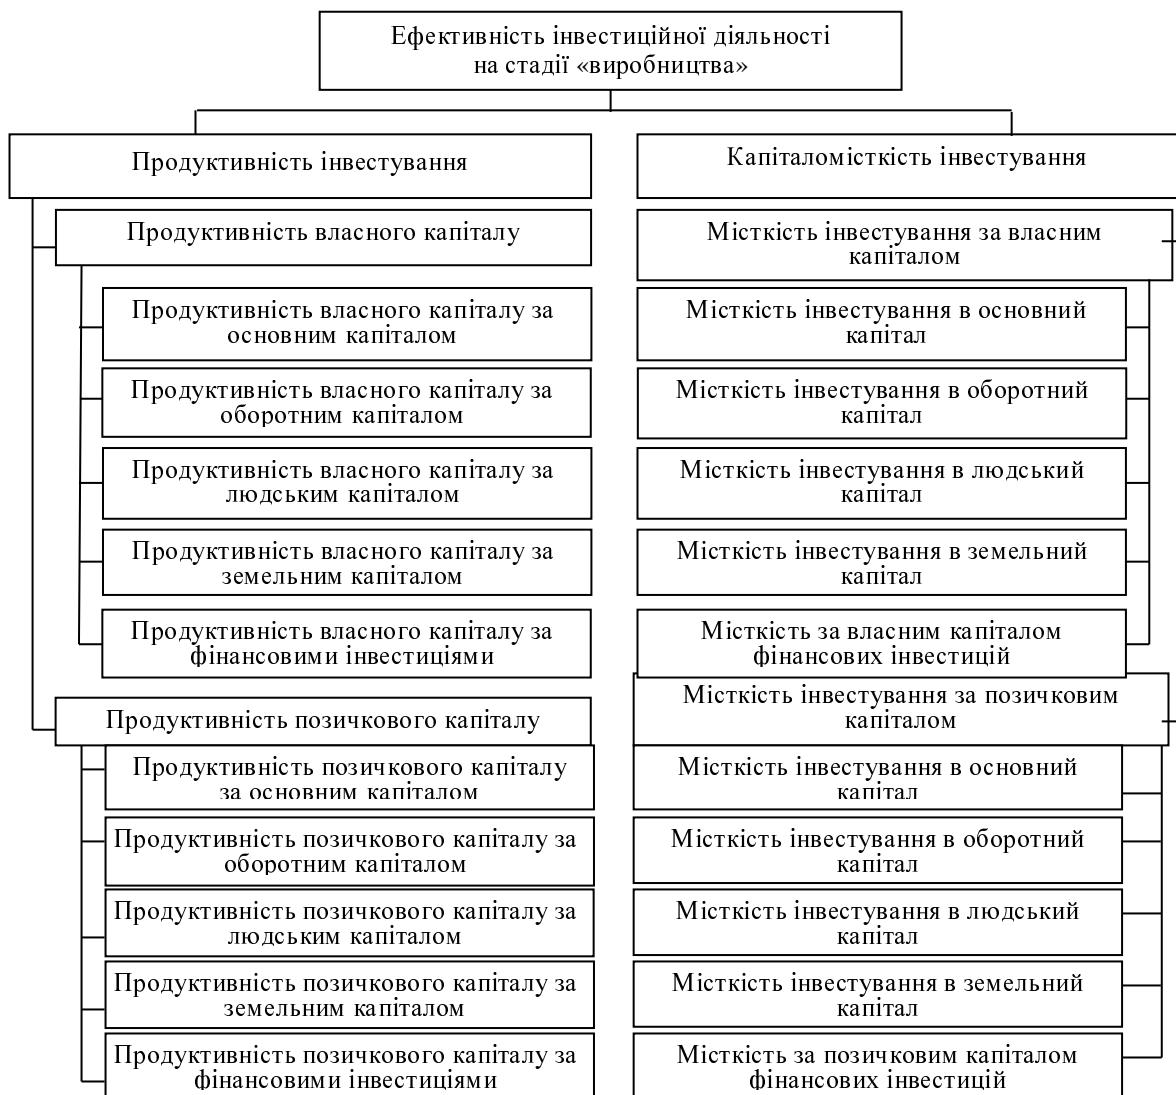 Ефективність інвестиційної діяльності
на стадії «виробництва»
Продуктивність інвестування
Продуктивність власного капіталу
Продуктивність власного капіталу за
основним капіталом
Продуктивність власного капіталу за
оборотним капіталом
Продуктивність власного капіталу за
людським капіталом
Продуктивність власного капіталу за
земельним капіталом
Продуктивність власного капіталу за
фінансовими інвестиціями
Продуктивність позичкового капіталу
Продуктивність позичкового капіталу
за основним капіталом
Продуктивність позичкового капіталу за
оборотним капіталом
Продуктивність позичкового капіталу за
людським капіталом
Продуктивність позичкового капіталу за
земельним капіталом
Продуктивність позичкового капіталу за
фінансовими інвестиціями
Капіталомісткість інвестування
Місткість інвестування за власним
капіталом
Місткість інвестування в основний
капітал
Місткість інвестування в оборотний
капітал
Місткість інвестування в людський
капітал
Місткість інвестування в земельний
капітал
Місткість за власним капіталом
фінансових інвестицій
Місткість інвестування за позичковим
капіталом
Місткість інвестування в основний
капітал
Місткість інвестування в оборотний
капітал
Місткість інвестування в людський
капітал
Місткість інвестування в земельний
капітал
Місткість за позичковим капіталом
фінансових інвестицій